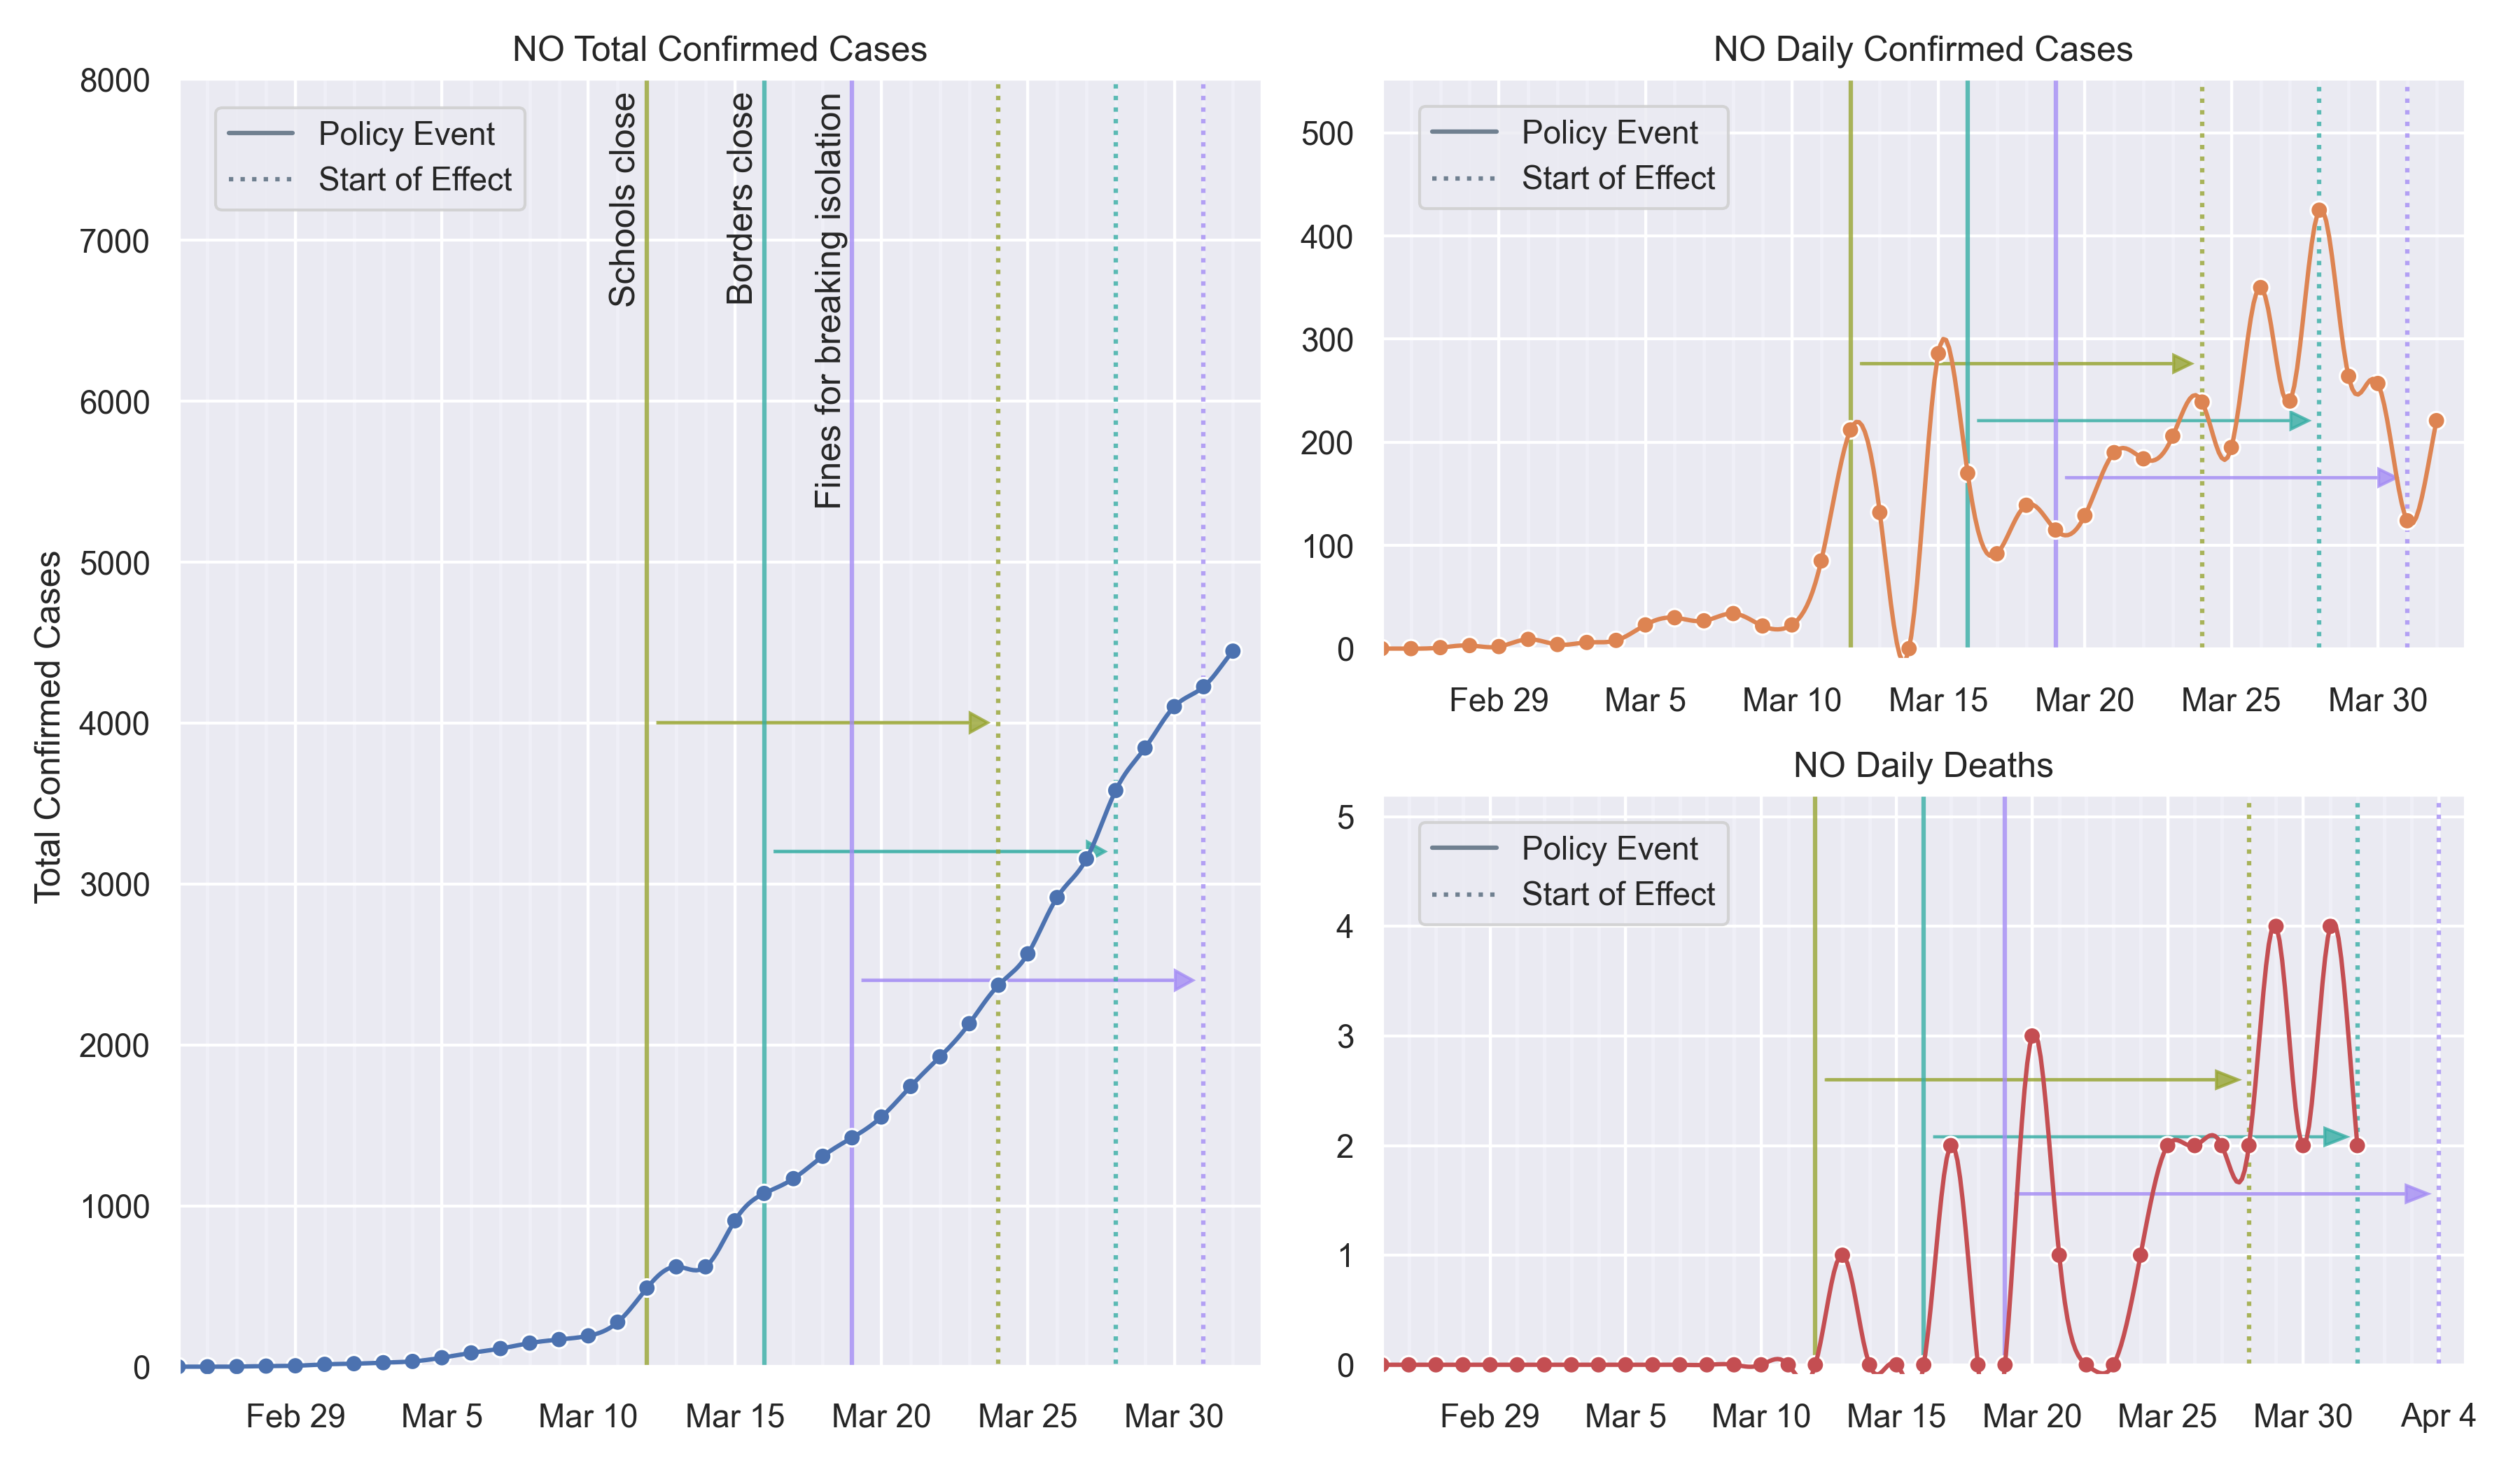 NO Total Confirmed Cases
Total Confirmed Cases
8000
7000
6000
5000
4000
3000
2000
1000
0
Policy Event
Start of Effect
Schools close
Borders close
Fines for breaking isolation
Feb 29
Mar 5
Mar 10
Mar 15
Mar 20
Mar 25
Mar 30
NO Daily Confirmed Cases
500
400
300
200
100
0
Policy Event
Start of Effect
Feb 29
Mar 5
Mar 10
Mar 15
Mar 20
Mar 25
Mar 30
NO Daily Deaths
5
4
3
2
1
0
Policy Event
Start of Effect
Feb 29
Mar 5
Mar 10
Mar 15
Mar 20
Mar 25
Mar 30
Apr 4